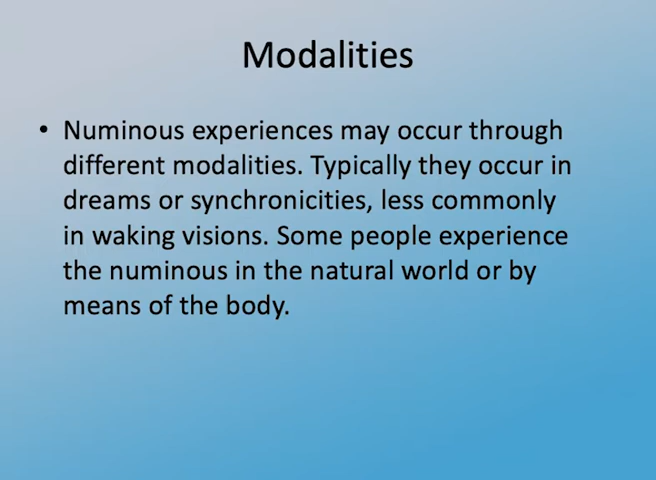 Modalities
• Numinous experiences may occur through
different modalities. Typically they occur in
dreams or synchronicities, less commonly
in waking visions. Some people experience
the numinous in the natural world or by
means of the body.